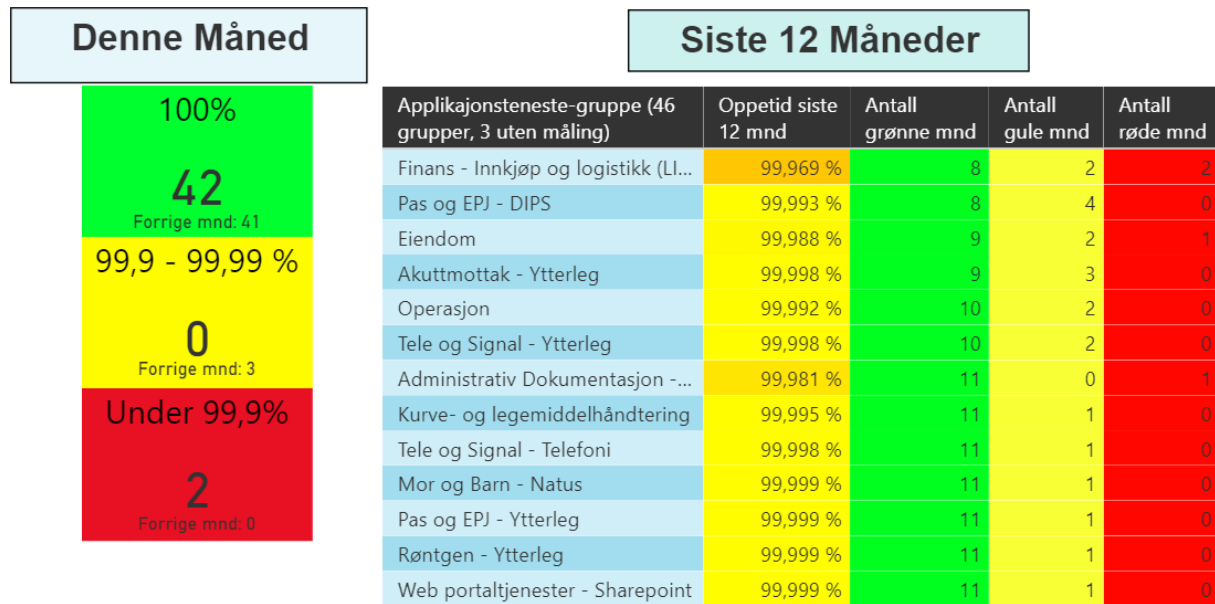 Denne Måned
100%
42
Forrige mnd: 41
99,9 - 99,99 %
0
Forrige mnd: 3
Under 99,9%
2
Forrige mnd: 0
Siste 12 Måneder
Applikajonsteneste-gruppe (46 grupper, 3 uten måling) Oppetid siste 12 mnd Antall grønne mnd Antall gule mnd Antall røde mnd
Finans - Innkjøp og logistikk (LI... 99,969 % 8 2 2
Pas og EPJ - DIPS 99,993 % 8 4 0
Eiendom 99,988 % 9 2 1
Akuttmottak - Ytterleg 99,998 % 9 3 0
Operasjon 99,992 % 10 2 0
Tele og Signal - Ytterleg 99,998 % 10 2 0
Administrativ Dokumentasjon -... 99,981 % 11 0 1
Kurve- og legemiddelhåndtering 99,995 % 11 1 0
Tele og Signal - Telefoni 99,998 % 11 1 0
Mor og Barn - Natus 99,999 % 11 1 0
Pas og EPJ - Ytterleg 99,999 % 11 1 0
Røntgen - Ytterleg 99,999 % 11 1 0
Web portaltjenester - Sharepoint 99,999 % 11 1 0